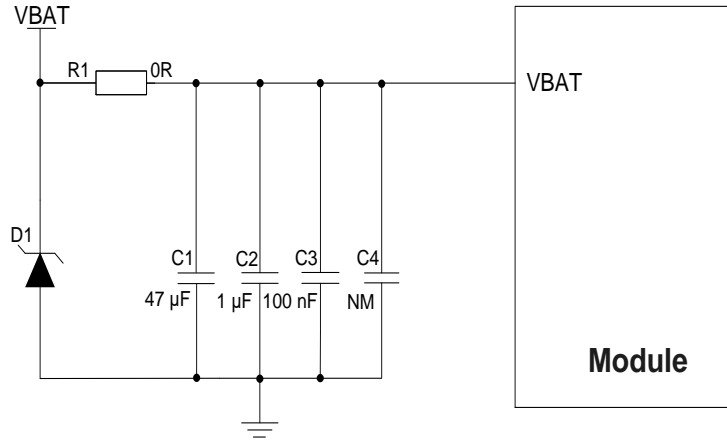 VBAT
R1 0R
VBAT
D1
C1 C2 C3 C4
47 µF 1 µF 100 nF NM
Module